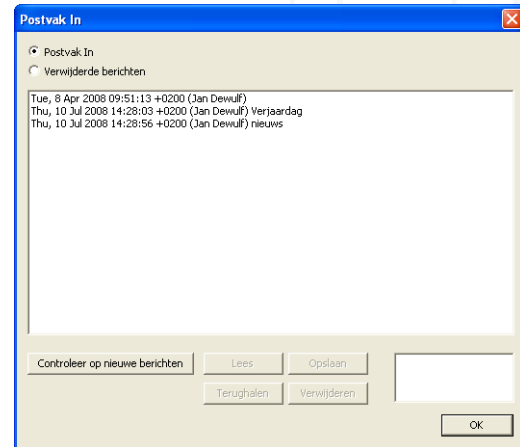 Postvak In
Postvak In
Verwijderde berichten
Tue, 8 Apr 2008 09:51:13 +0200 (Jan Dewulf)
Thu, 10 Jul 2008 14:28:03 +0200 (Jan Dewulf) Verjaardag
Thu, 10 Jul 2008 14:28:56 +0200 (Jan Dewulf) nieuws
Controleer op nieuwe berichten
Lees
Opslaan
Terughalen
Verwijderen
OK